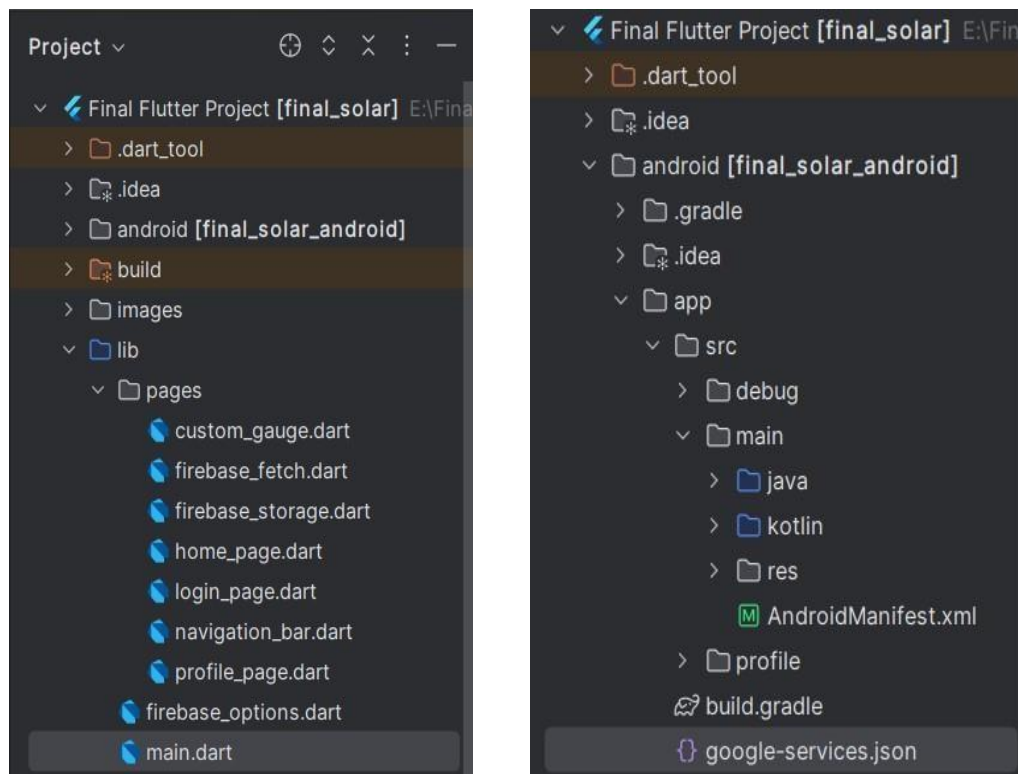 Project
Final Flutter Project [final_solar] E:\Fina
.dart_tool
.idea
android [final_solar_android]
build
images
lib
pages
custom_gauge.dart
firebase_fetch.dart
firebase_storage.dart
home_page.dart
login_page.dart
navigation_bar.dart
profile_page.dart
firebase_options.dart
main.dart
Final Flutter Project [final_solar] E:\Fin
.dart_tool
.idea
android [final_solar_android]
.gradle
.idea
app
src
debug
main
java
kotlin
res
AndroidManifest.xml
profile
build.gradle
google-services.json